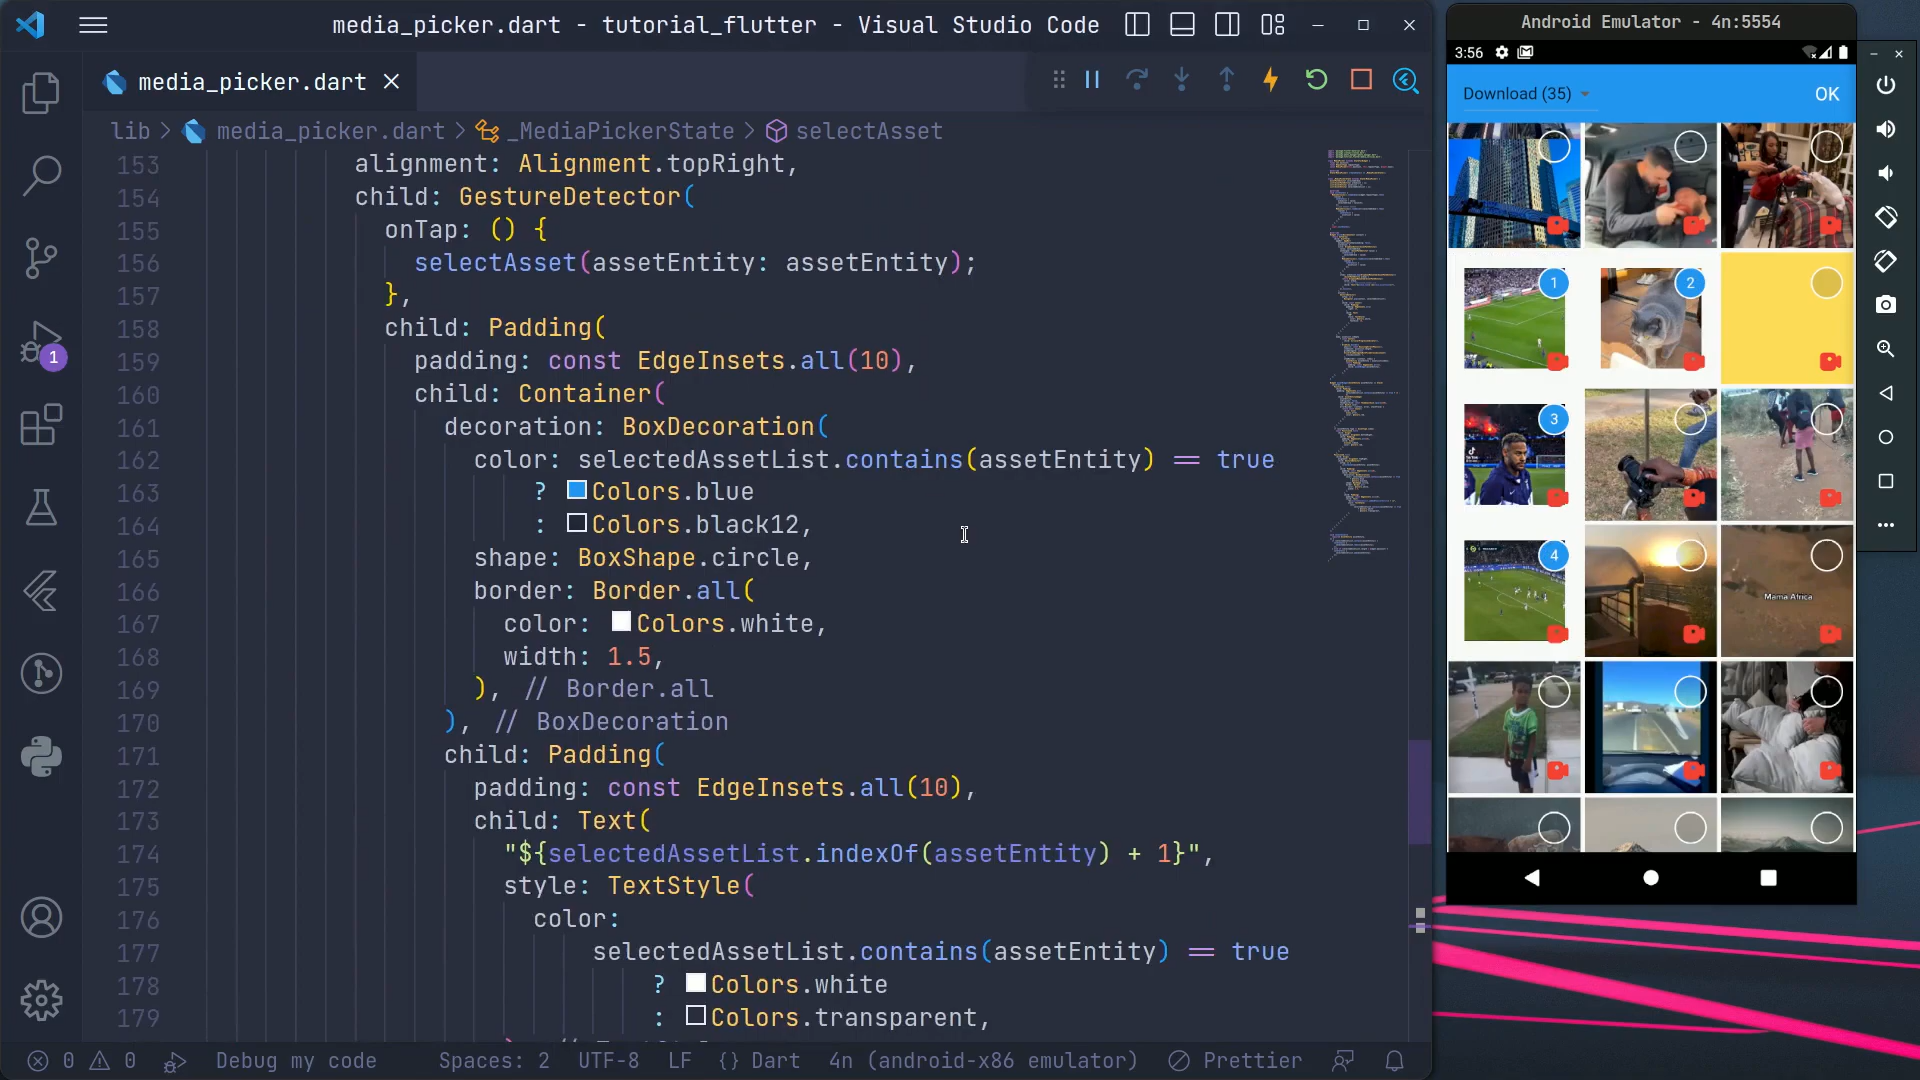 media_picker.dart - tutorial_flutter - Visual Studio Code
media_picker.dart
lib > media_picker.dart > _MediaPickerState > selectAsset
153 alignment: Alignment.topRight,
154 child: GestureDetector(
155 onTap: () {
156 selectAsset(assetEntity: assetEntity);
157 },
158 child: Padding(
159 padding: const EdgeInsets.all(10),
160 child: Container(
161 decoration: BoxDecoration(
162 color: selectedAssetList.contains(assetEntity) == true
163 ? Colors.blue
164 : Colors.black12,
165 shape: BoxShape.circle,
166 border: Border.all(
167 color: Colors.white,
168 width: 1.5,
169 ), // Border.all
170 ), // BoxDecoration
171 child: Padding(
172 padding: const EdgeInsets.all(10),
173 child: Text(
174 "${selectedAssetList.indexOf(assetEntity) + 1}",
175 style: TextStyle(
176 color:
177 selectedAssetList.contains(assetEntity) == true
178 ? Colors.white
179 : Colors.transparent,
1
0 0 Debug my code Spaces: 2 UTF-8 LF {} Dart 4n (android-x86 emulator) Prettier
Android Emulator - 4n:5554
3:56
Download (35) OK
1 2
3
4
Mama Africa